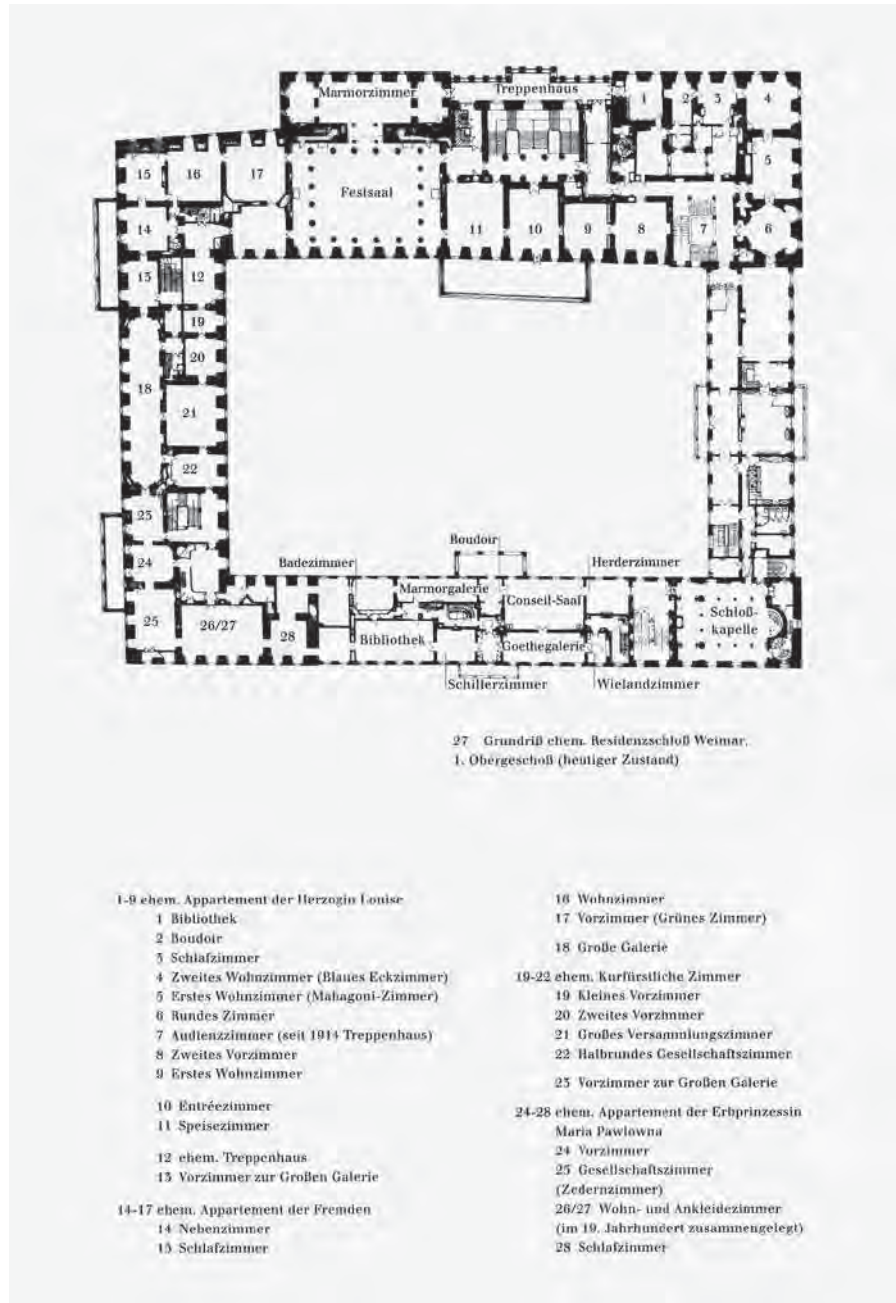 Marmorzimmer
Treppenhaus
1
2
3
4
15
16
17
5
Festsaal
14
11
10
9
8
7
6
13
12
19
20
18
21
22
23
Boudoir
24
Badezimmer
Herderzimmer
Marmorgalerie
Conseil-Saal
25
26/27
28
Bibliothek
Goethegalerie
Schloß-
kapelle
Schillerzimmer
Wielandzimmer
27 Grundriß ehem. Residenzschloß Weimar.
1. Obergeschoß (heutiger Zustand)
1-9 ehem. Appartement der Herzogin Louise
1 Bibliothek
2 Boudoir
3 Schlafzimmer
4 Zweites Wohnzimmer (Blaues Eckzimmer)
5 Erstes Wohnzimmer (Mahagoni-Zimmer)
6 Rundes Zimmer
7 Audienzzimmer (seit 1914 Treppenhaus)
8 Zweites Vorzimmer
9 Erstes Wohnzimmer
10 Entréezimmer
11 Speisezimmer
12 ehem. Treppenhaus
13 Vorzimmer zur Großen Galerie
14-17 ehem. Appartement der Fremden
14 Nebenzimmer
15 Schlafzimmer
16 Wohnzimmer
17 Vorzimmer (Grünes Zimmer)
18 Große Galerie
19-22 ehem. Kurfürstliche Zimmer
19 Kleines Vorzimmer
20 Zweites Vorzimmer
21 Großes Versammlungszimmer
22 Halbrundes Gesellschaftszimmer
23 Vorzimmer zur Großen Galerie
24-28 ehem. Appartement der Erbprinzessin
Maria Pawlowna
24 Vorzimmer
25 Gesellschaftszimmer
(Zedernzimmer)
26/27 Wohn- und Ankleidezimmer
(im 19. Jahrhundert zusammengelegt)
28 Schlafzimmer